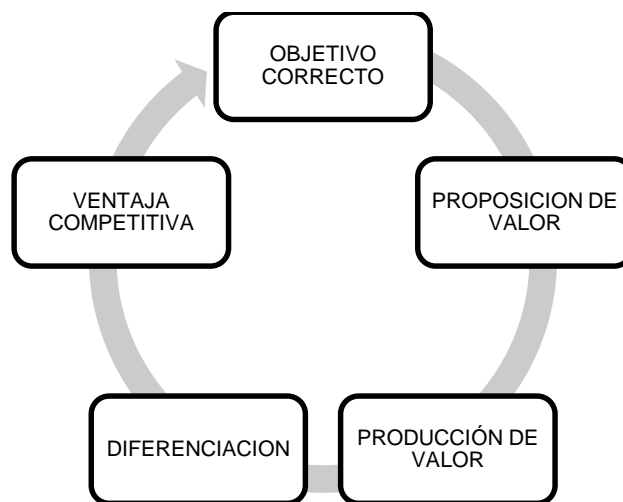 OBJETIVO
CORRECTO
PROPOSICION DE
VALOR
PRODUCCIÓN DE
VALOR
DIFERENCIACION
VENTAJA
COMPETITIVA